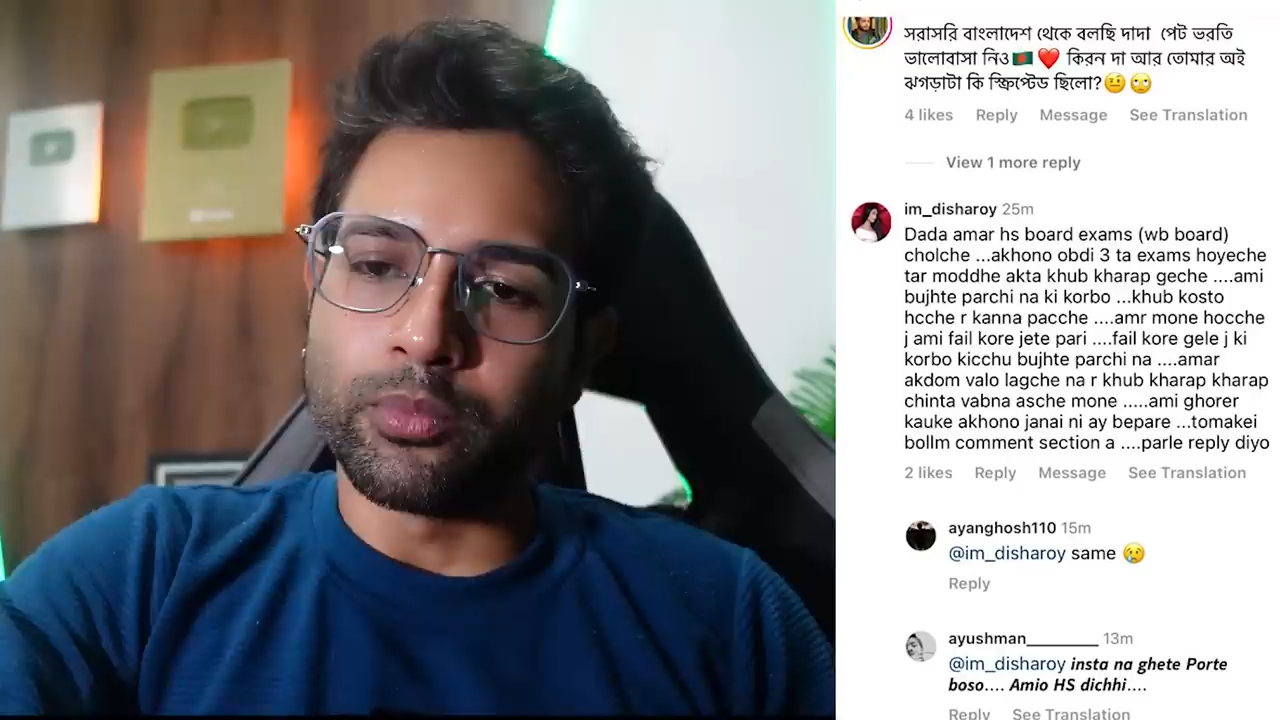 সরাসরি বাংলাদেশ থেকে বলছি দাদা পেট ভরতি
ভালোবাসা নিও🇧🇩❤️ কিরন দা আর তোমার অই
ঝগড়াটা কি স্ক্রিপ্টেড ছিলো?🤨🙄
4 likes Reply Message See Translation
View 1 more reply
im_disharoy 25m
Dada amar hs board exams (wb board)
cholche ...akhono obdi 3 ta exams hoyeche
tar moddhe akta khub kharap geche ....ami
bujhte parchi na ki korbo ...khub kosto
hcche r kanna pacche ....amr mone hocche
j ami fail kore jete pari ....fail kore gele j ki
korbo kicchu bujhte parchi na ....amar
akdom valo lagche na r khub kharap kharap
chinta vabna asche mone .....ami ghorer
kauke akhono janai ni ay bepare ...tomakei
bollm comment section a ....parle reply diyo
2 likes Reply Message See Translation
ayanghosh110 15m
@im_disharoy same 😢
Reply
ayushman________ 13m
@im_disharoy insta na ghete Porte
boso.... Amio HS dichhi....
Reply See Translation